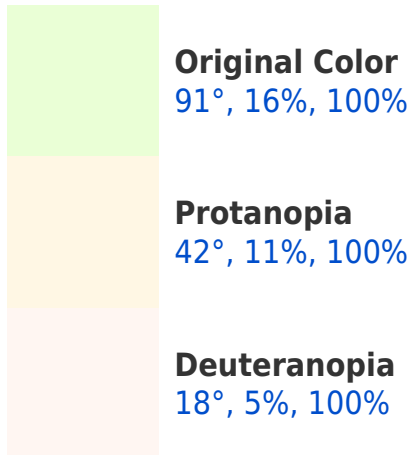 Original Color
91°, 16%, 100%
Protanopia
42°, 11%, 100%
Deuteranopia
18°, 5%, 100%